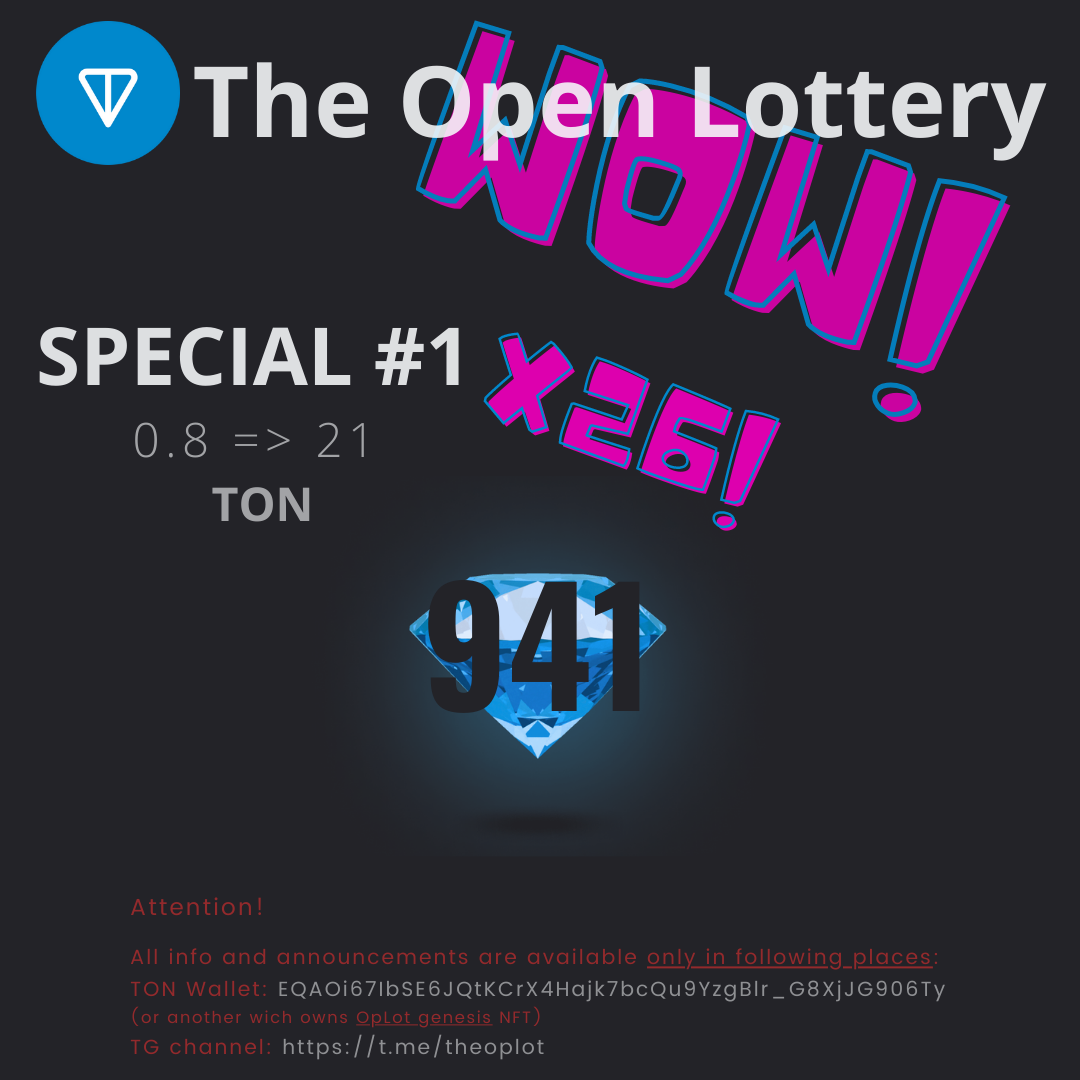 The Open Lottery
WOW!
SPECIAL #1
x26!
0.8 => 21
TON
941
Attention!
All info and announcements are available only in following places:
TON Wallet: EQAOi67IbSE6JQtKCrX4Hajk7bcQu9YzgBlr_G8XjJG906Ty
(or another wich owns OpLot genesis NFT)
TG channel: https://t.me/theoplot